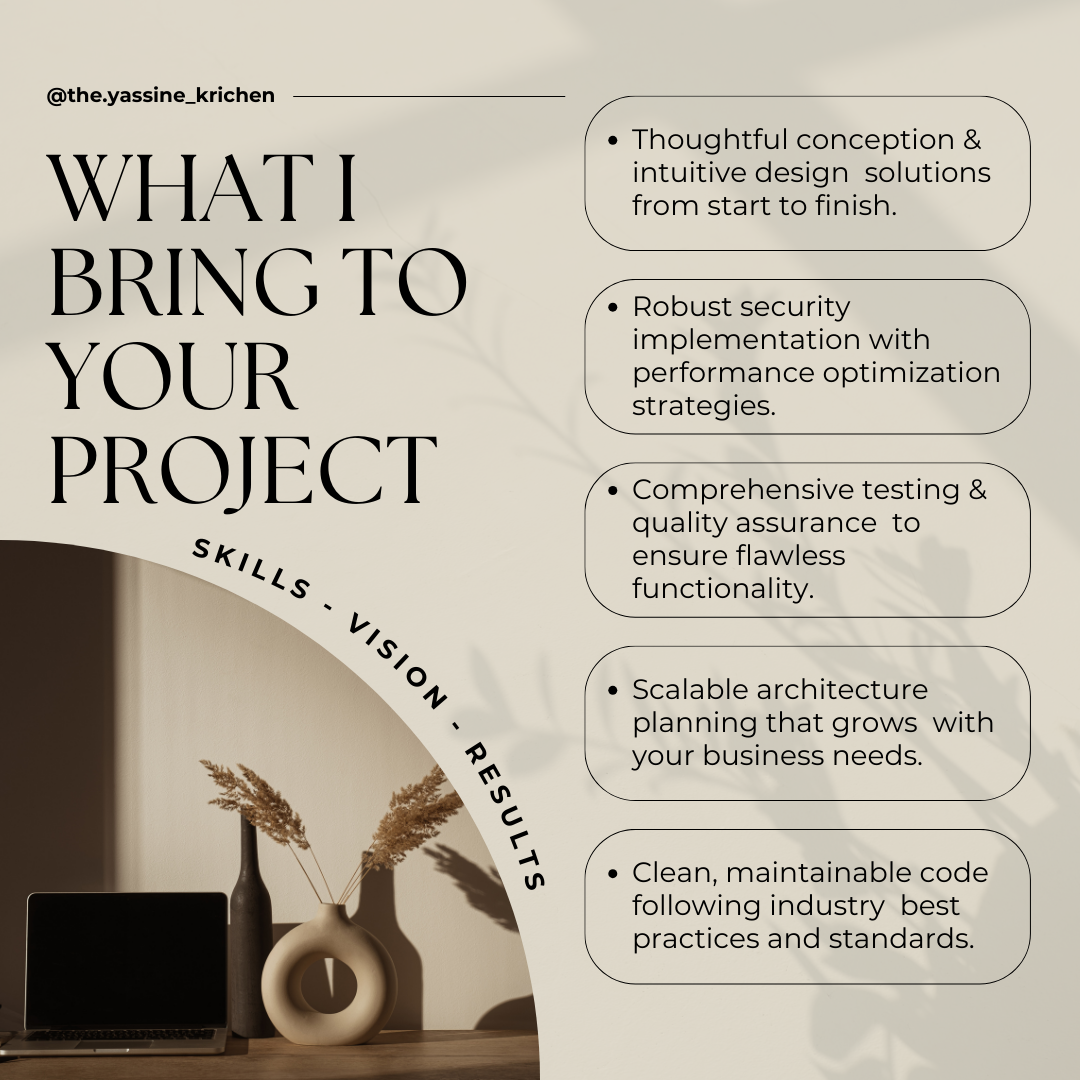 @the.yassine_krichen
WHAT I
BRING TO
YOUR
PROJECT
SKILLS - VISION - RESULTS
• Thoughtful conception &
intuitive design  solutions
from start to finish.
• Robust security
implementation with
performance optimization
strategies.
• Comprehensive testing &
quality assurance  to
ensure flawless
functionality.
• Scalable architecture
planning that grows  with
your business needs.
• Clean, maintainable code
following industry  best
practices and standards.